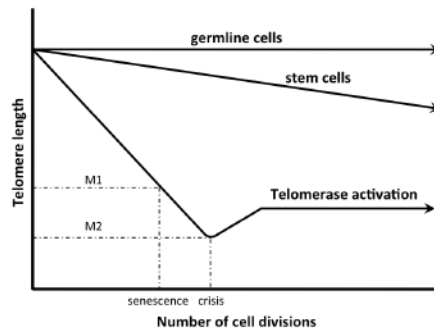 germline cells
stem cells
Telomere length
M1
Telomerase activation
M2
senescence crisis
Number of cell divisions